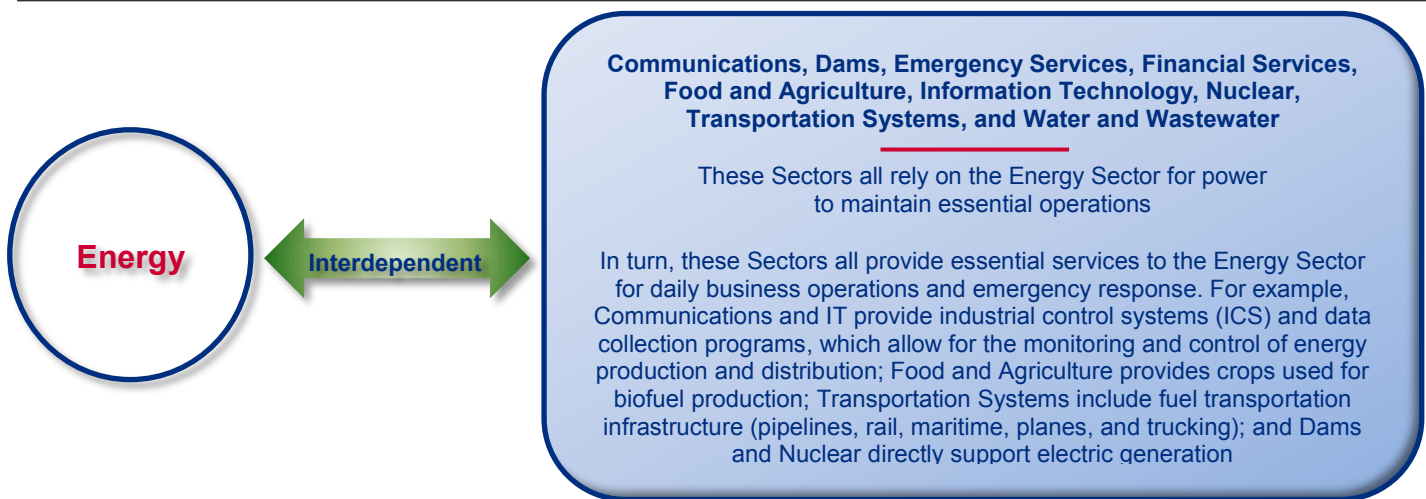 Communications, Dams, Emergency Services, Financial Services,
Food and Agriculture, Information Technology, Nuclear,
Transportation Systems, and Water and Wastewater
These Sectors all rely on the Energy Sector for power
to maintain essential operations
Energy
Interdependent
In turn, these Sectors all provide essential services to the Energy Sector
for daily business operations and emergency response. For example,
Communications and IT provide industrial control systems (ICS) and data
collection programs, which allow for the monitoring and control of energy
production and distribution; Food and Agriculture provides crops used for
biofuel production; Transportation Systems include fuel transportation
infrastructure (pipelines, rail, maritime, planes, and trucking); and Dams
and Nuclear directly support electric generation